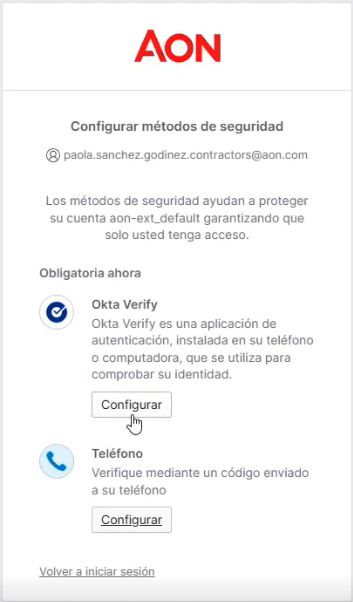 AON
Configurar métodos de seguridad
paola.sanchez.godinez.contractors@aon.com
Los métodos de seguridad ayudan a proteger
su cuenta aon-ext_default garantizando que
solo usted tenga acceso.
Obligatoria ahora
Okta Verify
Okta Verify es una aplicación de
autenticación, instalada en su teléfono
o computadora, que se utiliza para
comprobar su identidad.
Configurar
Teléfono
Verifique mediante un código enviado
a su teléfono
Configurar
Volver a iniciar sesión